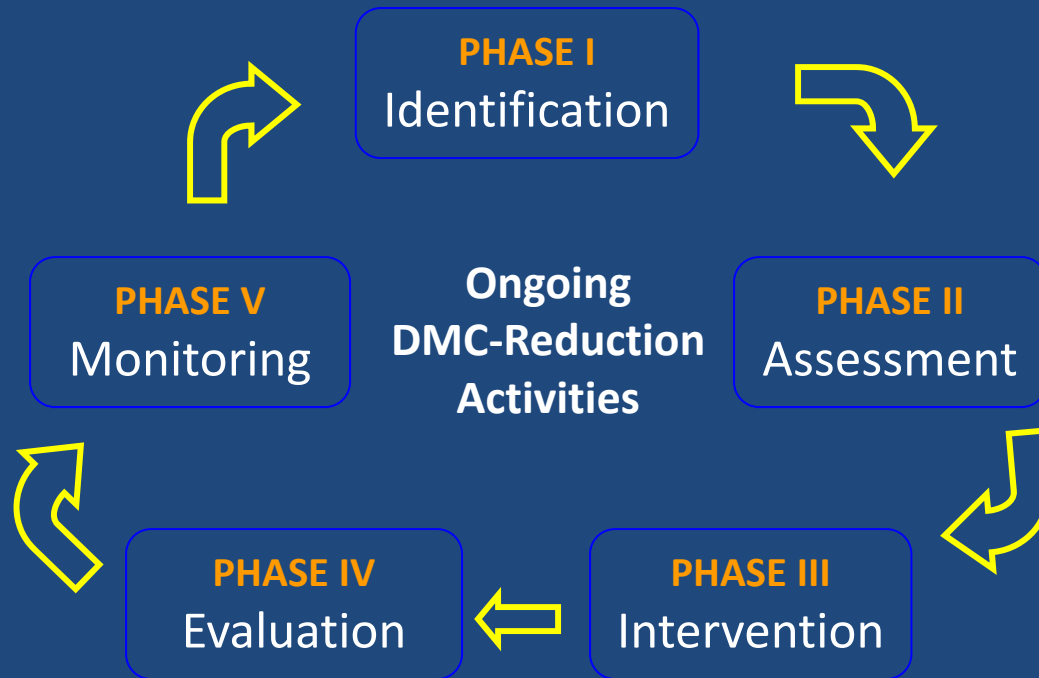 PHASE I
Identification
PHASE V
Monitoring
Ongoing
DMC-Reduction
Activities
PHASE II
Assessment
PHASE IV
Evaluation
PHASE III
Intervention